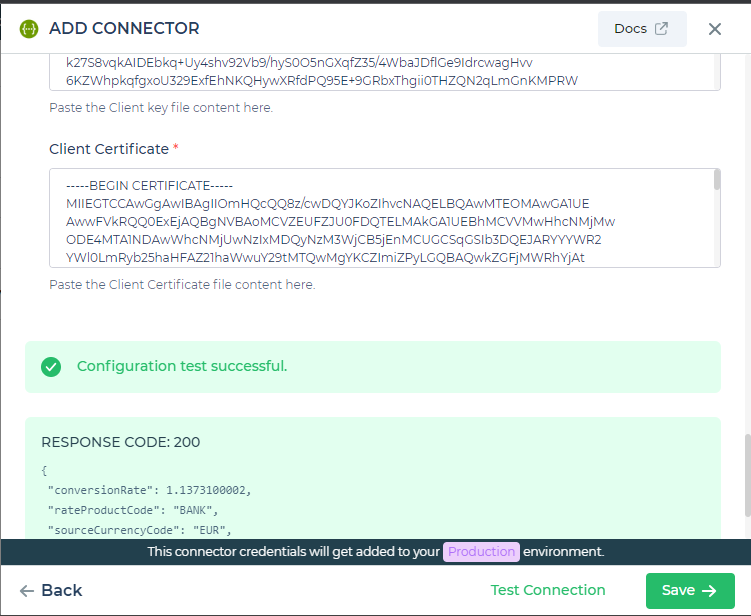 ADD CONNECTOR
Docs
k27S8vqkAIDEbkq+Uy4shv92Vb9/hyS0O5nGXqfZ35/4WbaJDflGe9IdrcwagHvv
6KZWhpkqfgxoU329ExfEhNKQHywXRfdPQ95E+9GRbxThgii0THZQN2qLmGnKMPRW
Paste the Client key file content here.
Client Certificate *
-----BEGIN CERTIFICATE-----
MIIEGTCCAwGgAwIBAgIIOmHQcQQ8z/cwDQYJKoZIhvcNAQELBQAwMTEOMAwGA1UE
AwwFVkRQQ0ExEjAQBgNVBAoMCVZEUFZJU0FDQTELMAkGA1UEBhMCVVMwHhcNMjMw
ODE4MTA1NDAwWhcNMjUwNzIxMDQyNzM3WjCB5jEnMCUGCSqGSIb3DQEJARYYYWR2
YWl0LmRyb25haHFAZ21haWwuY29tMTQwMgYKCZImiZPyLGQBAQwkZGFjMWRhYjAt
Paste the Client Certificate file content here.
Configuration test successful.
RESPONSE CODE: 200
{
"conversionRate": 1.1373100002,
"rateProductCode": "BANK",
"sourceCurrencyCode": "EUR",
This connector credentials will get added to your Production environment.
Back
Test Connection
Save